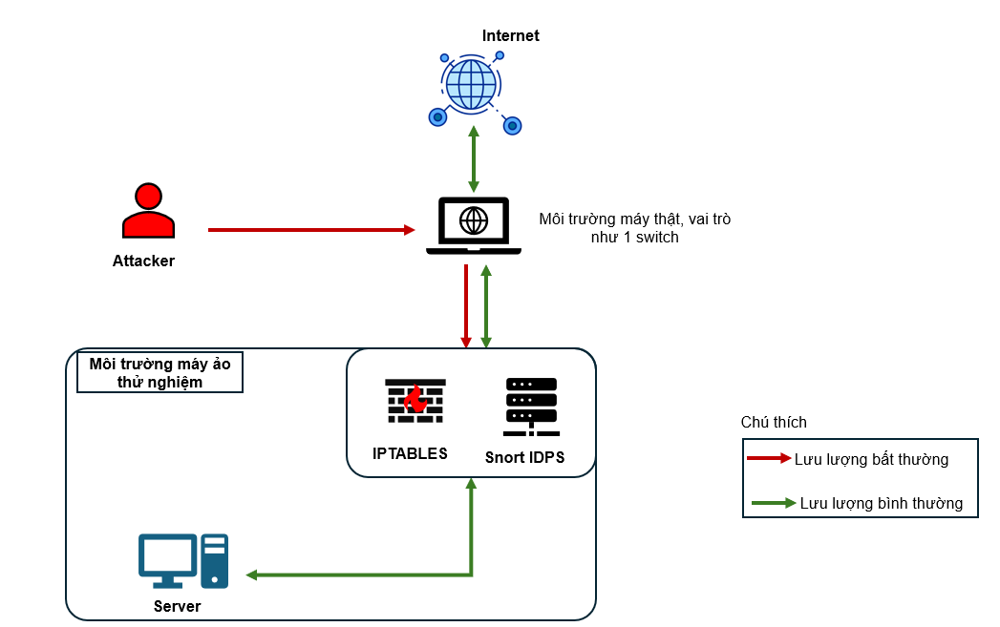 Internet
Attacker
Môi trường máy thật, vai trò
như 1 switch
Môi trường máy ảo
thử nghiệm
IPTABLES
Snort IDPS
Server
Chú thích
Lưu lượng bất thường
Lưu lượng bình thường